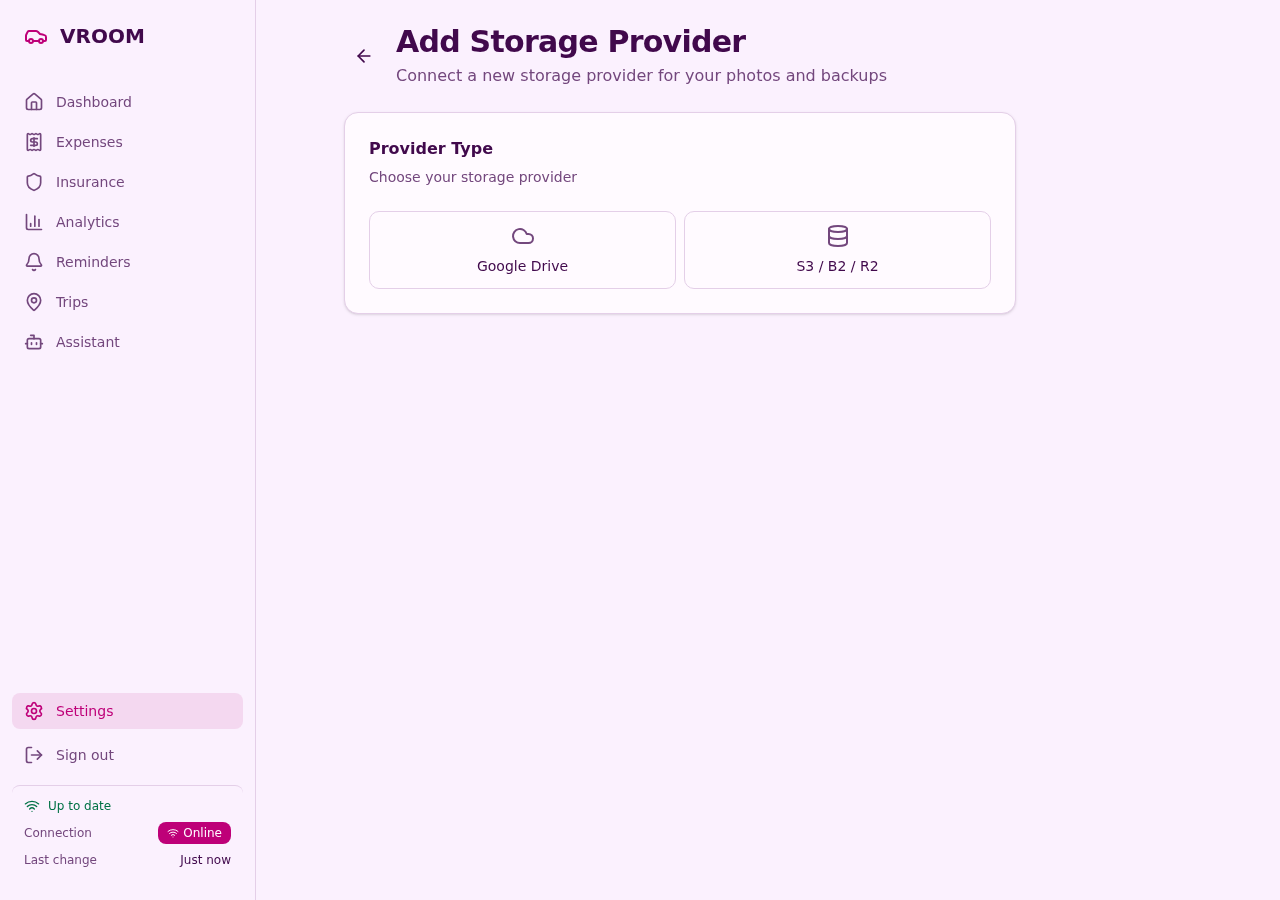 VROOM
Dashboard
Expenses
Insurance
Analytics
Reminders
Trips
Assistant
Settings
Sign out
Up to date
Connection
Online
Last change
Just now
Add Storage Provider
Connect a new storage provider for your photos and backups
Provider Type
Choose your storage provider
Google Drive
S3 / B2 / R2